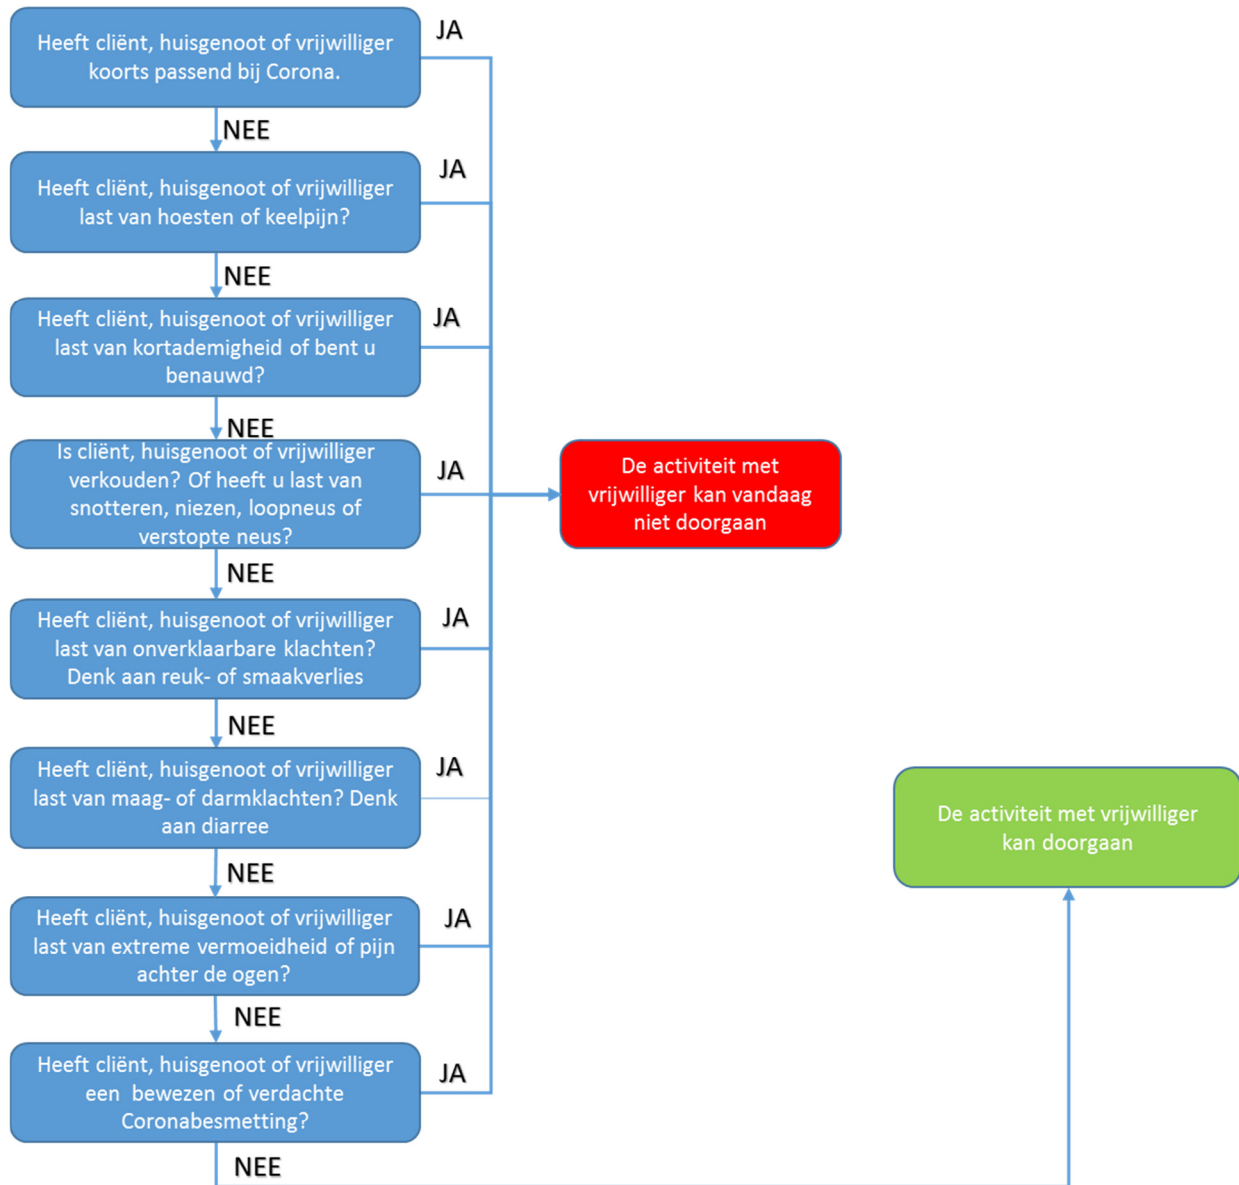 Heeft cliënt, huisgenoot of vrijwilliger
koorts passend bij Corona.
JA
NEE
Heeft cliënt, huisgenoot of vrijwilliger
last van hoesten of keelpijn?
JA
NEE
Heeft cliënt, huisgenoot of vrijwilliger
last van kortademigheid of bent u
benauwd?
JA
NEE
Is cliënt, huisgenoot of vrijwilliger
verkouden? Of heeft u last van
snotteren, niezen, loopneus of
verstopte neus?
JA
De activiteit met
vrijwilliger kan vandaag
niet doorgaan
NEE
Heeft cliënt, huisgenoot of vrijwilliger
last van onverklaarbare klachten?
Denk aan reuk- of smaakverlies
JA
NEE
Heeft cliënt, huisgenoot of vrijwilliger
last van maag- of darmklachten? Denk
aan diarree
JA
De activiteit met vrijwilliger
kan doorgaan
NEE
Heeft cliënt, huisgenoot of vrijwilliger
last van extreme vermoeidheid of pijn
achter de ogen?
JA
NEE
Heeft cliënt, huisgenoot of vrijwilliger
een bewezen of verdachte
Coronabesmetting?
JA
NEE